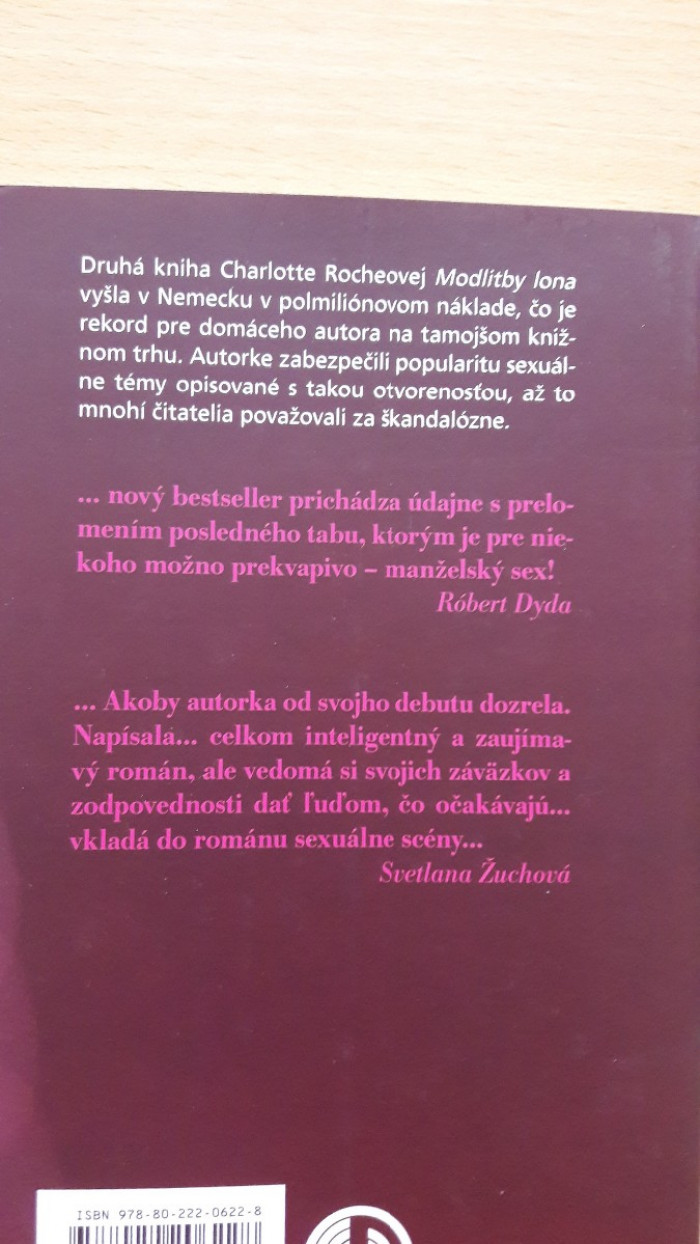 Druhá kniha Charlotte Rocheovej Modlitby lona
vyšla v Nemecku v polmiliónovom náklade, čo je
rekord pre domáceho autora na tamojšom kniž-
nom trhu. Autorke zabezpečili popularitu sexuál-
ne témy opisované s takou otvorenosťou, až to
mnohí čitatelia považovali za škandalózne.
... nový bestseller prichádza údajne s prelo-
mením posledného tabu, ktorým je pre nie-
koho možno prekvapivo – manželský sex!
Róbert Dyda
... Akoby autorka od svojho debutu dozrela.
Napísala... celkom inteligentný a zaujíma-
vý román, ale vedomá si svojich záväzkov a
zodpovednosti dať ľuďom, čo očakávajú...
vkladá do románu sexuálne scény...
Svetlana Žuchová
ISBN 978-80-222-0622-8